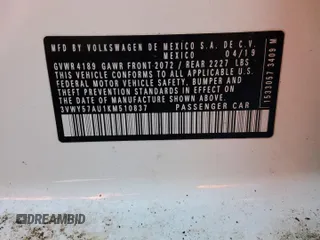 MFD BY VOLKSWAGEN DE MEXICO S.A. DE C.V.
MEXICO 04/19
GVWR 4189 GAWR FRONT 2072 / REAR 2227 LBS
THIS VEHICLE CONFORMS TO ALL APPLICABLE U.S.
FEDERAL MOTOR VEHICLE SAFETY, BUMPER AND
THEFT PREVENTION STANDARDS IN EFFECT ON
THE DATE OF MANUFACTURE SHOWN ABOVE
3VWY57AU1KM510837 PASSENGER CAR
1533057 3409 M
DREAMBID